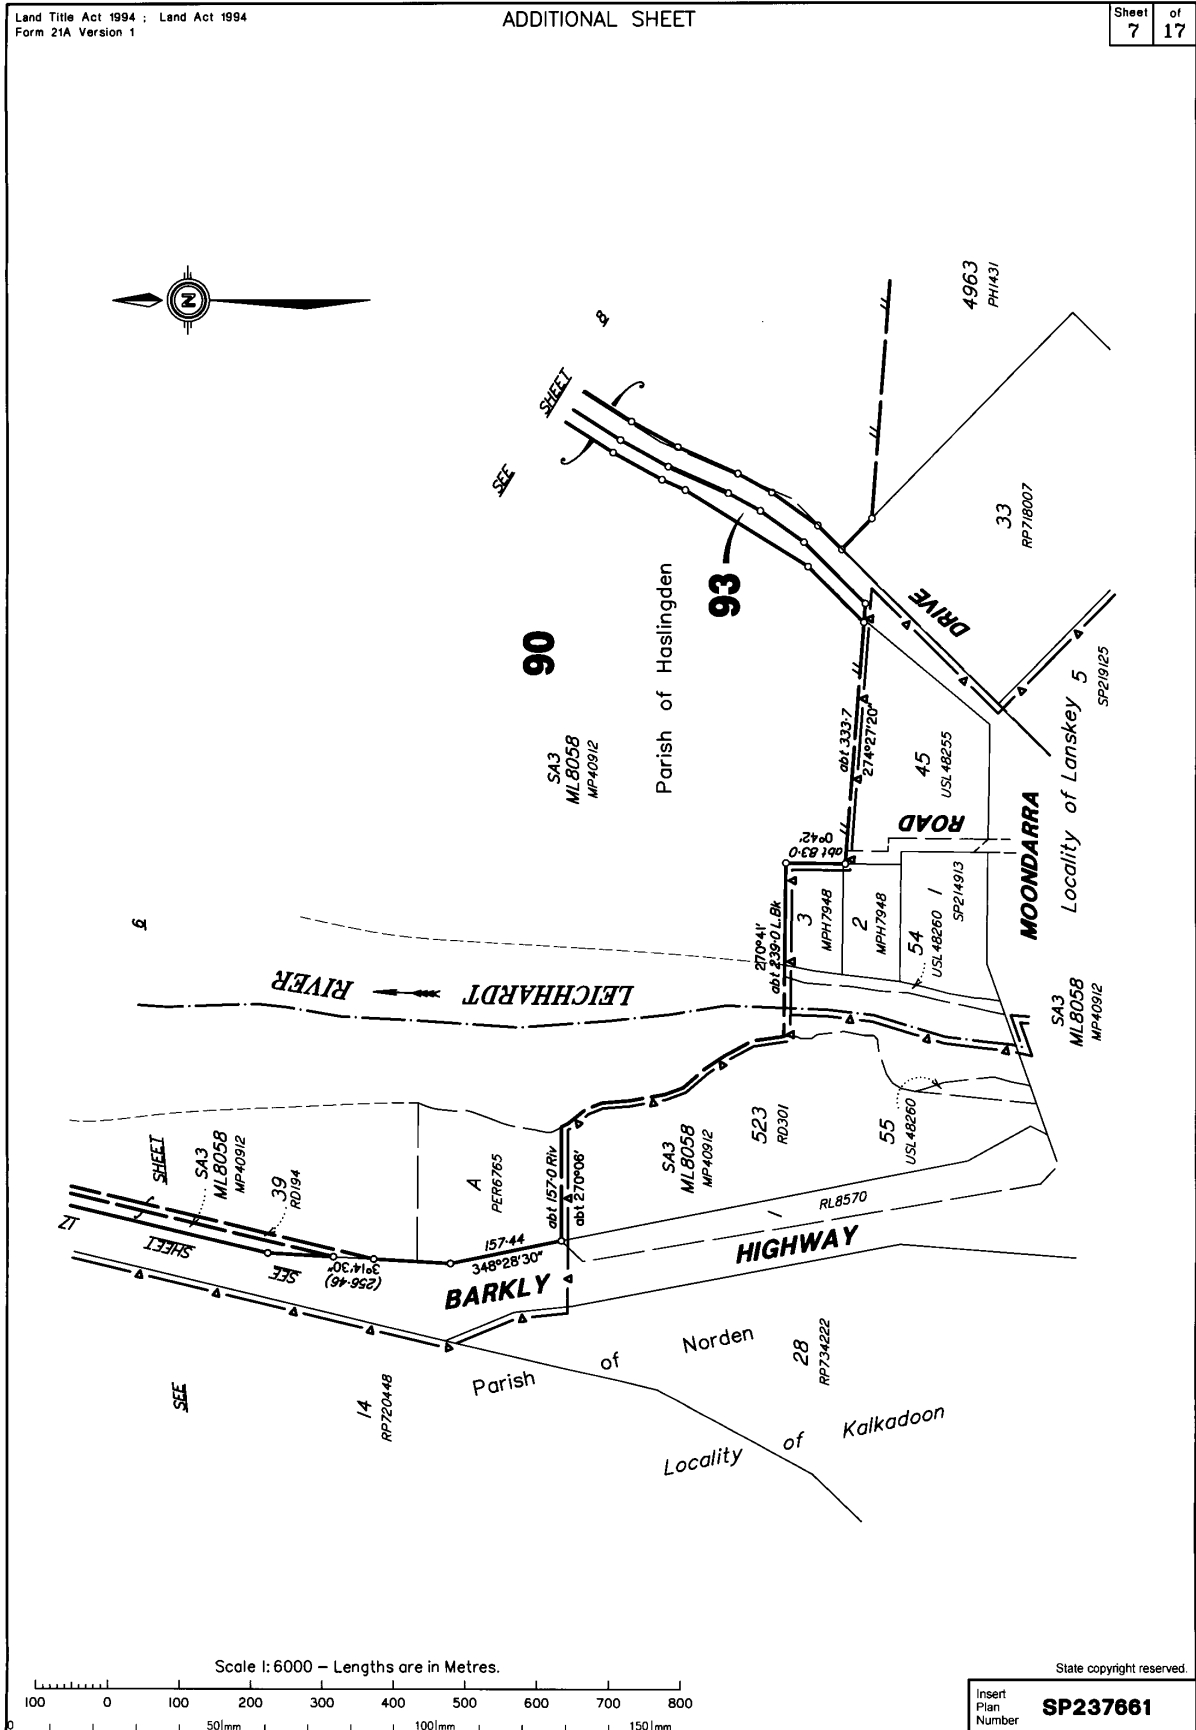 Land Title Act 1994 ; Land Act 1994
Form 21A Version 1
ADDITIONAL SHEET
Sheet of
7 17
N
4963
PH1431
8
SHEET
SEE
33
RP718007
93
DRIVE
90
Parish of Haslingden
SA3
ML8058
MP40912
abt 333·7
274°27'20"
45
USL48255
5
SP219125
Locality of Lanskey
ROAD
MOONDARRA
0°42'
abt 83·0
270°41'
abt 239·0 L.Bk
3
MPH7948
2
MPH7948
1
SP214913
54
USL48260
6
LEICHHARDT RIVER
SA3
ML8058
MP40912
55
USL48260
523
RD301
SA3
ML8058
MP40912
A
PER6765
abt 157·0 Riv
abt 270°06'
SHEET
SA3
ML8058
MP40912
39
RD194
17
SHEET
SEE
3°14'30"
(256·46)
157·44
348°28'30"
RL8570
BARKLY HIGHWAY
SEE
14
RP720448
Parish of Norden
28
RP734222
Locality of Kalkadoon
Scale 1:6000 – Lengths are in Metres.
100 0 100 200 300 400 500 600 700 800
0 50mm 100mm 150mm
State copyright reserved.
Insert
Plan
Number
SP237661